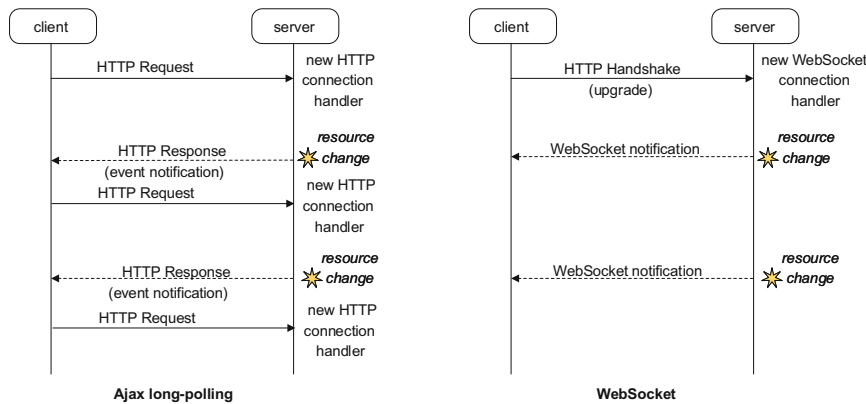 client
server
HTTP Request
new HTTP
connection
handler
HTTP Response
(event notification)
resource
change
HTTP Request
new HTTP
connection
handler
HTTP Response
(event notification)
resource
change
HTTP Request
new HTTP
connection
handler
Ajax long-polling
client
server
HTTP Handshake
(upgrade)
new WebSocket
connection
handler
WebSocket notification
resource
change
WebSocket notification
resource
change
WebSocket